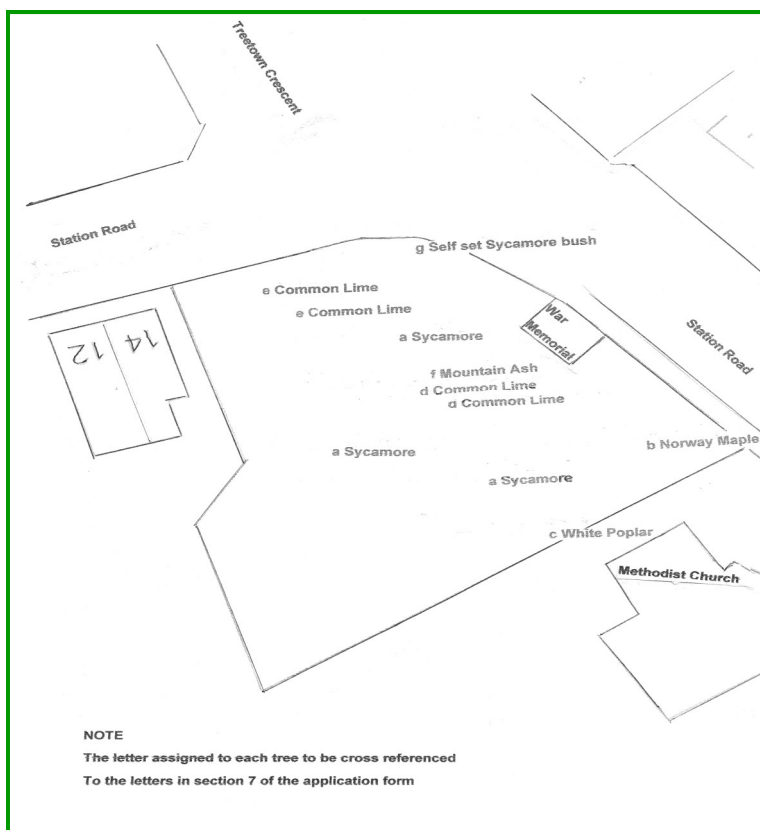 Treetown Crescent
Station Road
g Self set Sycamore bush
e Common Lime
e Common Lime
War
Memorial
a Sycamore
Station Road
12
14
f Mountain Ash
d Common Lime
d Common Lime
b Norway Maple
a Sycamore
a Sycamore
c White Poplar
Methodist Church
NOTE
The letter assigned to each tree to be cross referenced
To the letters in section 7 of the application form